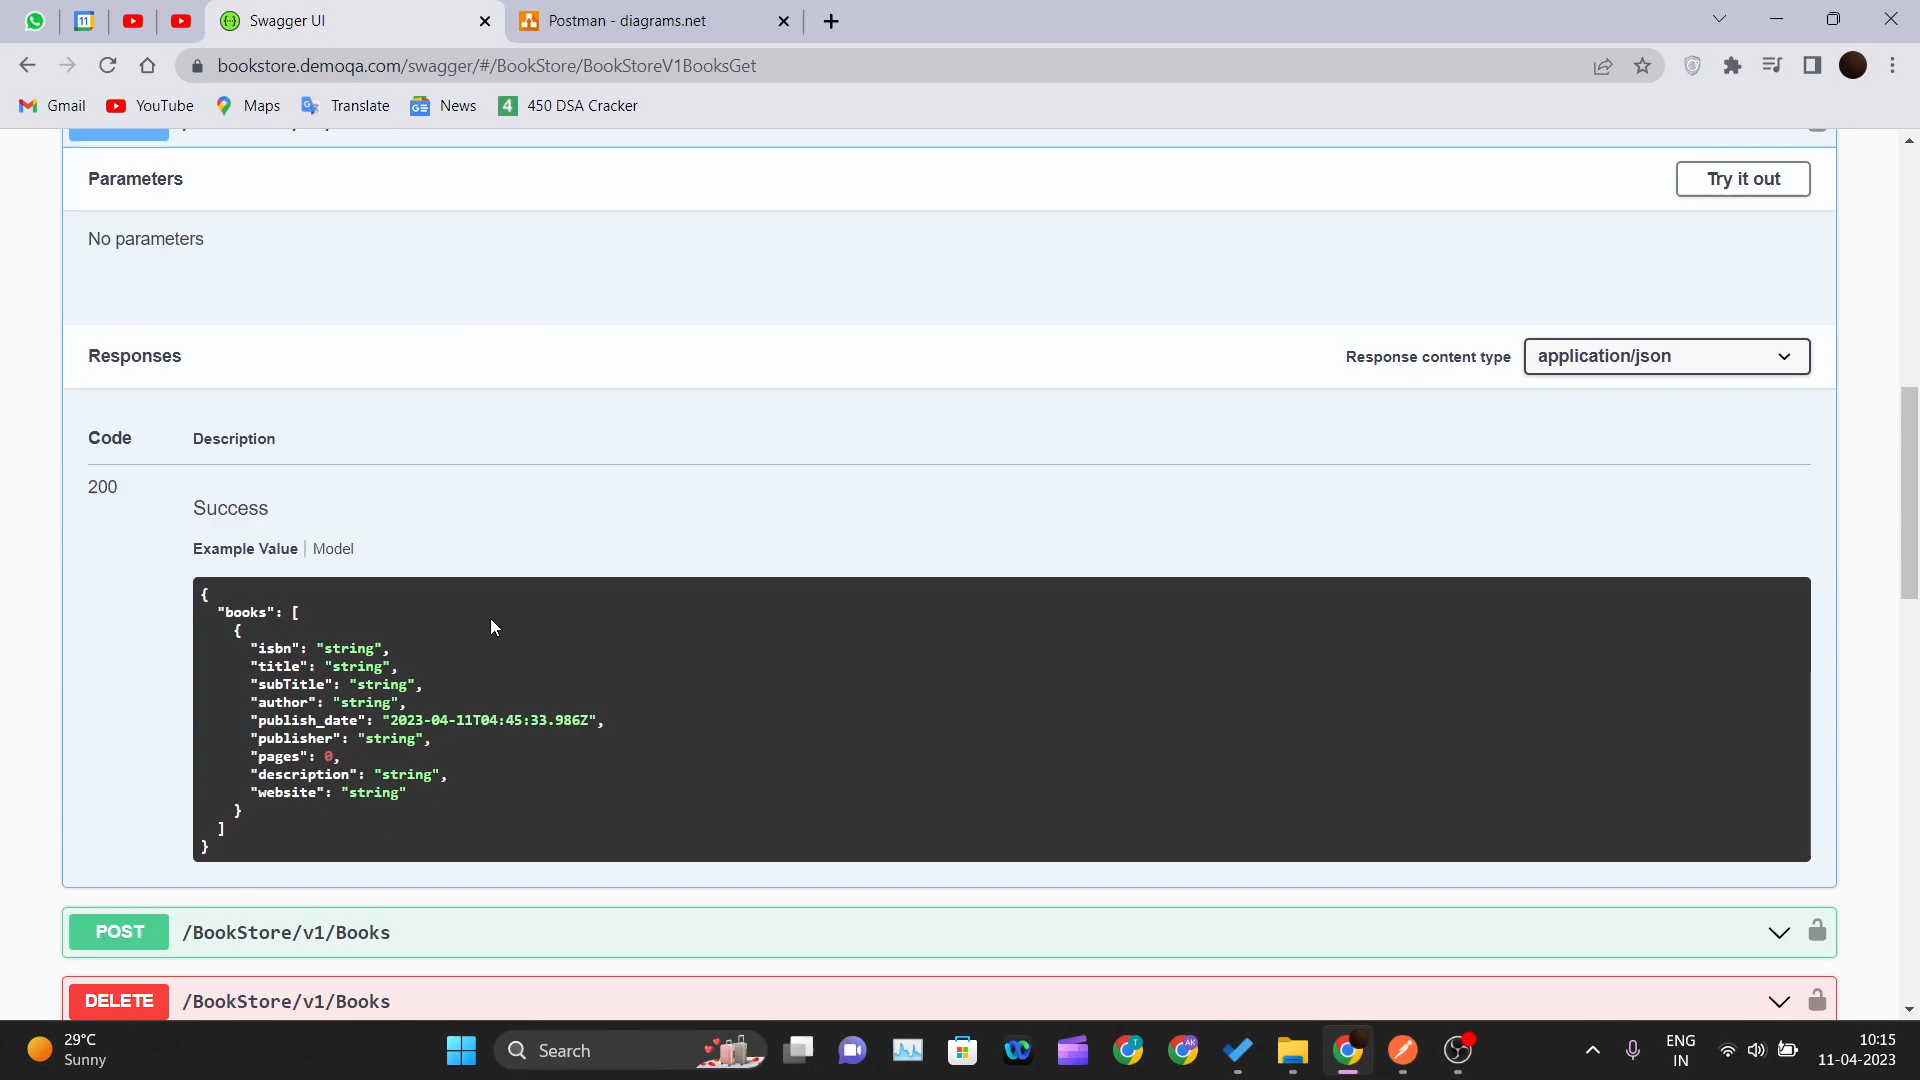 Swagger UI
Postman - diagrams.net
bookstore.demoqa.com/swagger/#/BookStore/BookStoreV1BooksGet
Gmail
YouTube
Maps
Translate
News
4 450 DSA Cracker
Parameters
Try it out
No parameters
Responses
Response content type
application/json
Code
Description
200
Success
Example Value
Model
{
"books": [
{
"isbn": "string",
"title": "string",
"subTitle": "string",
"author": "string",
"publish_date": "2023-04-11T04:45:33.986Z",
"publisher": "string",
"pages": 0,
"description": "string",
"website": "string"
}
]
}
POST /BookStore/v1/Books
DELETE /BookStore/v1/Books
29°C
Sunny
Search
ENG
IN
10:15
11-04-2023